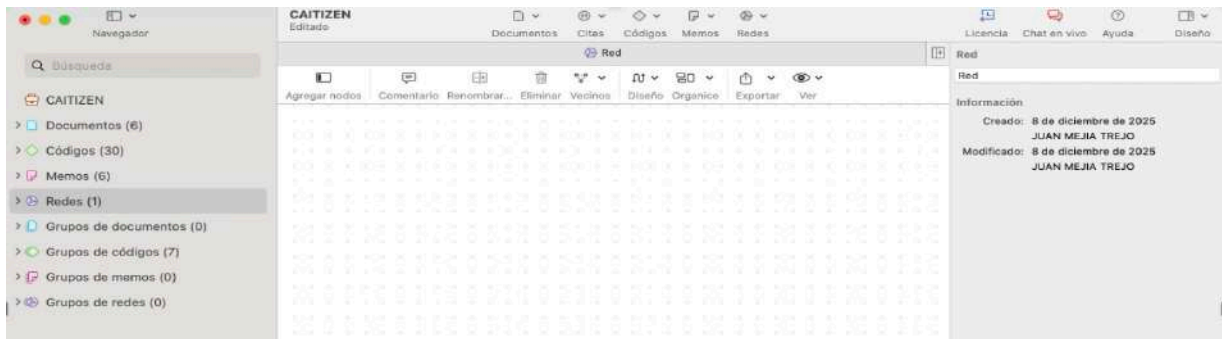 CAITIZEN
Editado
Navegador
Documentos
Citas
Códigos
Memos
Redes
Licencia
Chat en vivo
Ayuda
Diseño
Búsqueda
CAITIZEN
Documentos (6)
Códigos (30)
Memos (6)
Redes (1)
Grupos de documentos (0)
Grupos de códigos (7)
Grupos de memos (0)
Grupos de redes (0)
Red
Agregar nodos
Comentario
Renombrar...
Eliminar
Vecinos
Diseño
Organice
Exportar
Ver
Red
Red
Información
Creado: 8 de diciembre de 2025
JUAN MEJIA TREJO
Modificado: 8 de diciembre de 2025
JUAN MEJIA TREJO